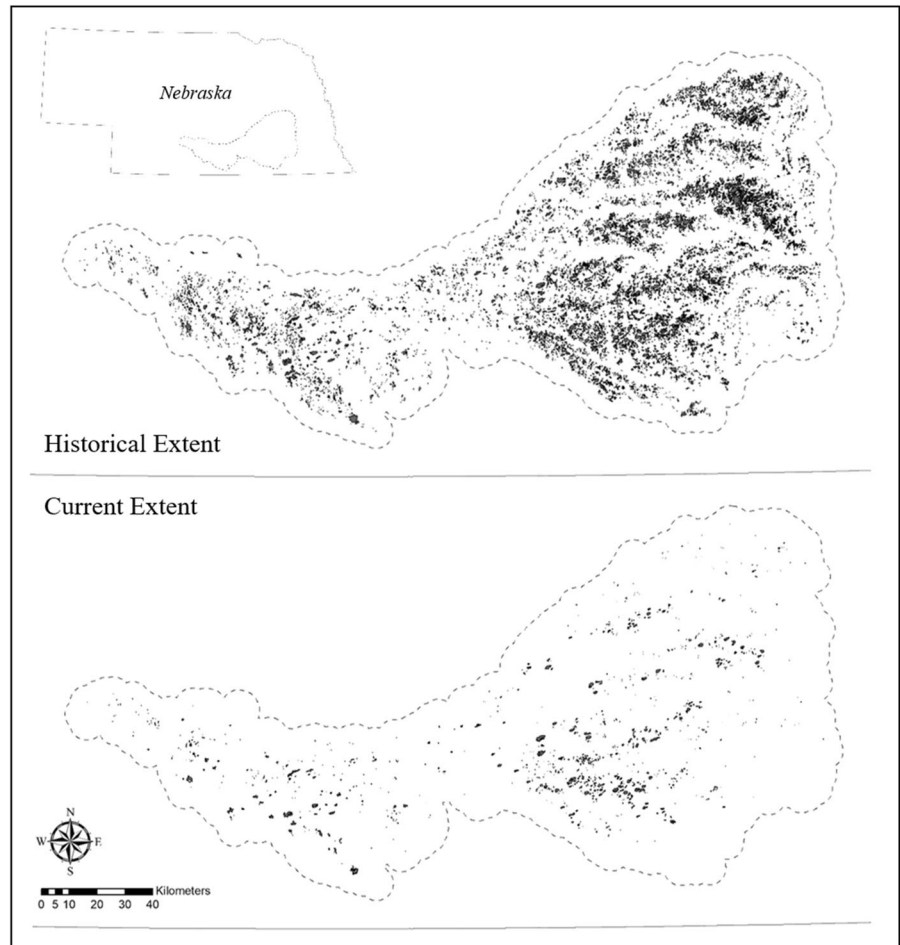 Nebraska
Historical Extent
Current Extent
N
W E
S
Kilometers
0 5 10 20 30 40